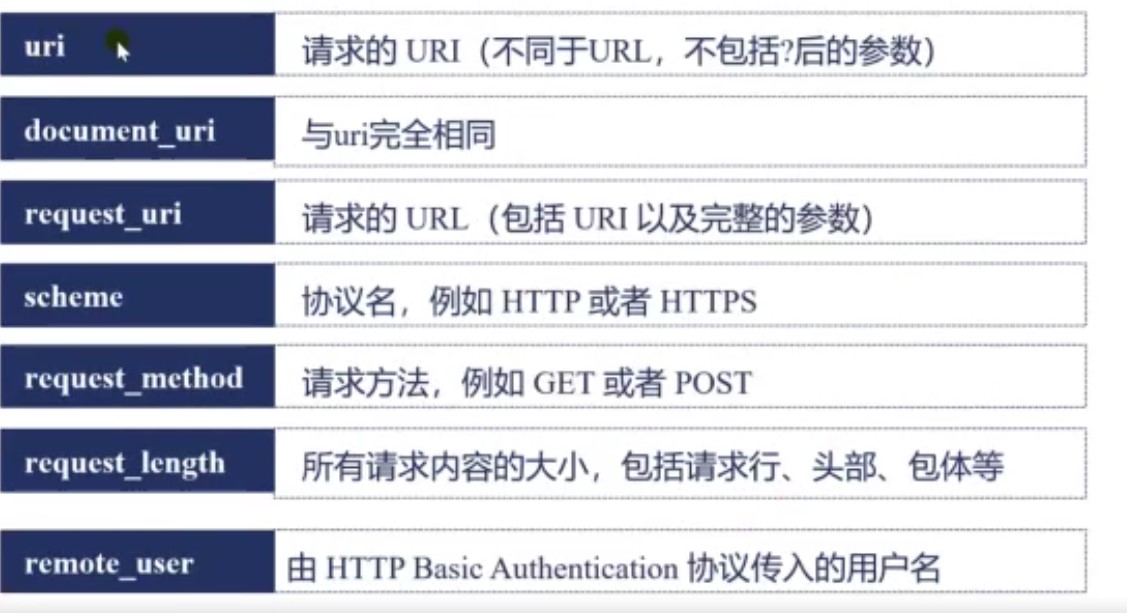 uri 请求的 URI（不同于URL，不包括?后的参数）
document_uri 与uri完全相同
request_uri 请求的 URL（包括 URI 以及完整的参数）
scheme 协议名，例如 HTTP 或者 HTTPS
request_method 请求方法，例如 GET 或者 POST
request_length 所有请求内容的大小，包括请求行、头部、包体等
remote_user 由 HTTP Basic Authentication 协议传入的用户名